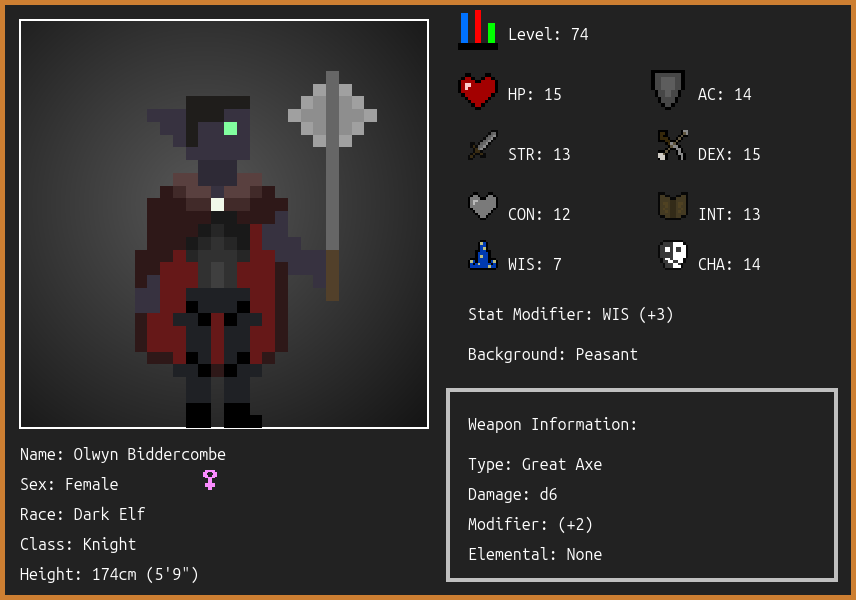 Level: 74
HP: 15
AC: 14
STR: 13
DEX: 15
CON: 12
INT: 13
WIS: 7
CHA: 14
Stat Modifier: WIS (+3)
Background: Peasant
Weapon Information:
Type: Great Axe
Damage: d6
Modifier: (+2)
Elemental: None
Name: Olwyn Biddercombe
Sex: Female
Race: Dark Elf
Class: Knight
Height: 174cm (5'9")